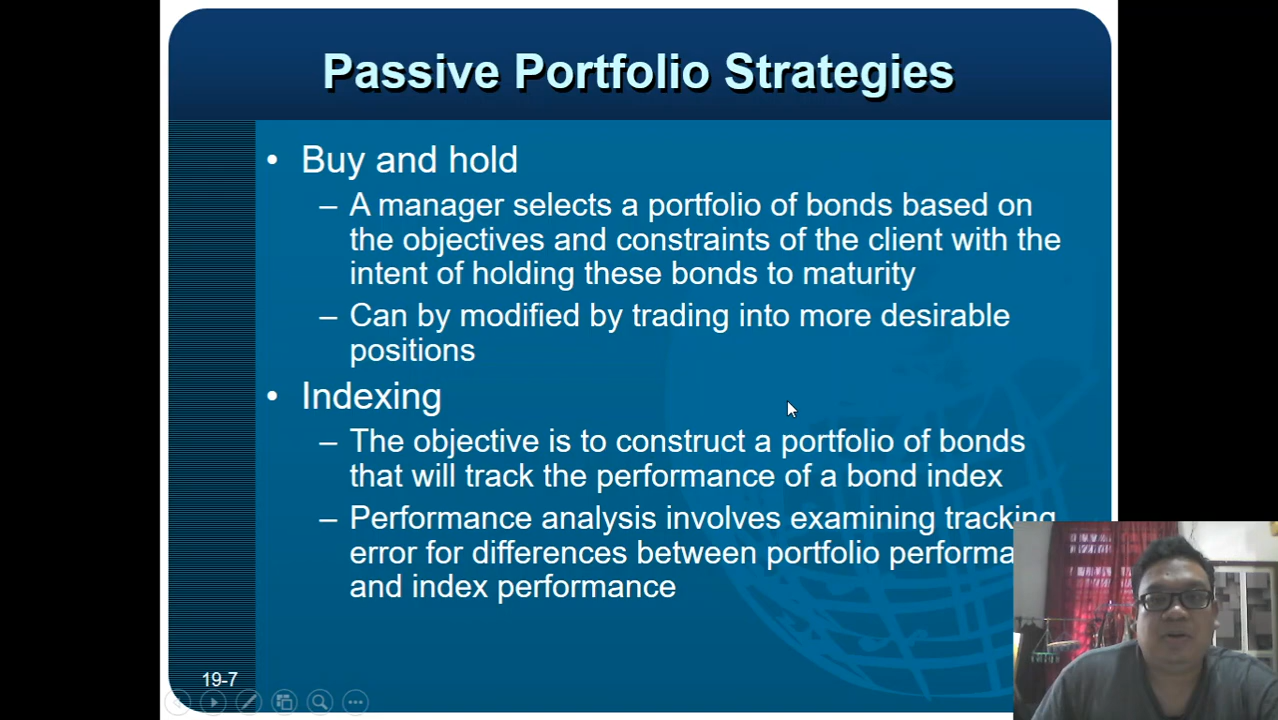 Passive Portfolio Strategies
• Buy and hold
– A manager selects a portfolio of bonds based on
the objectives and constraints of the client with the
intent of holding these bonds to maturity
– Can by modified by trading into more desirable
positions
• Indexing
– The objective is to construct a portfolio of bonds
that will track the performance of a bond index
– Performance analysis involves examining tracking
error for differences between portfolio performa
and index performance
19-7